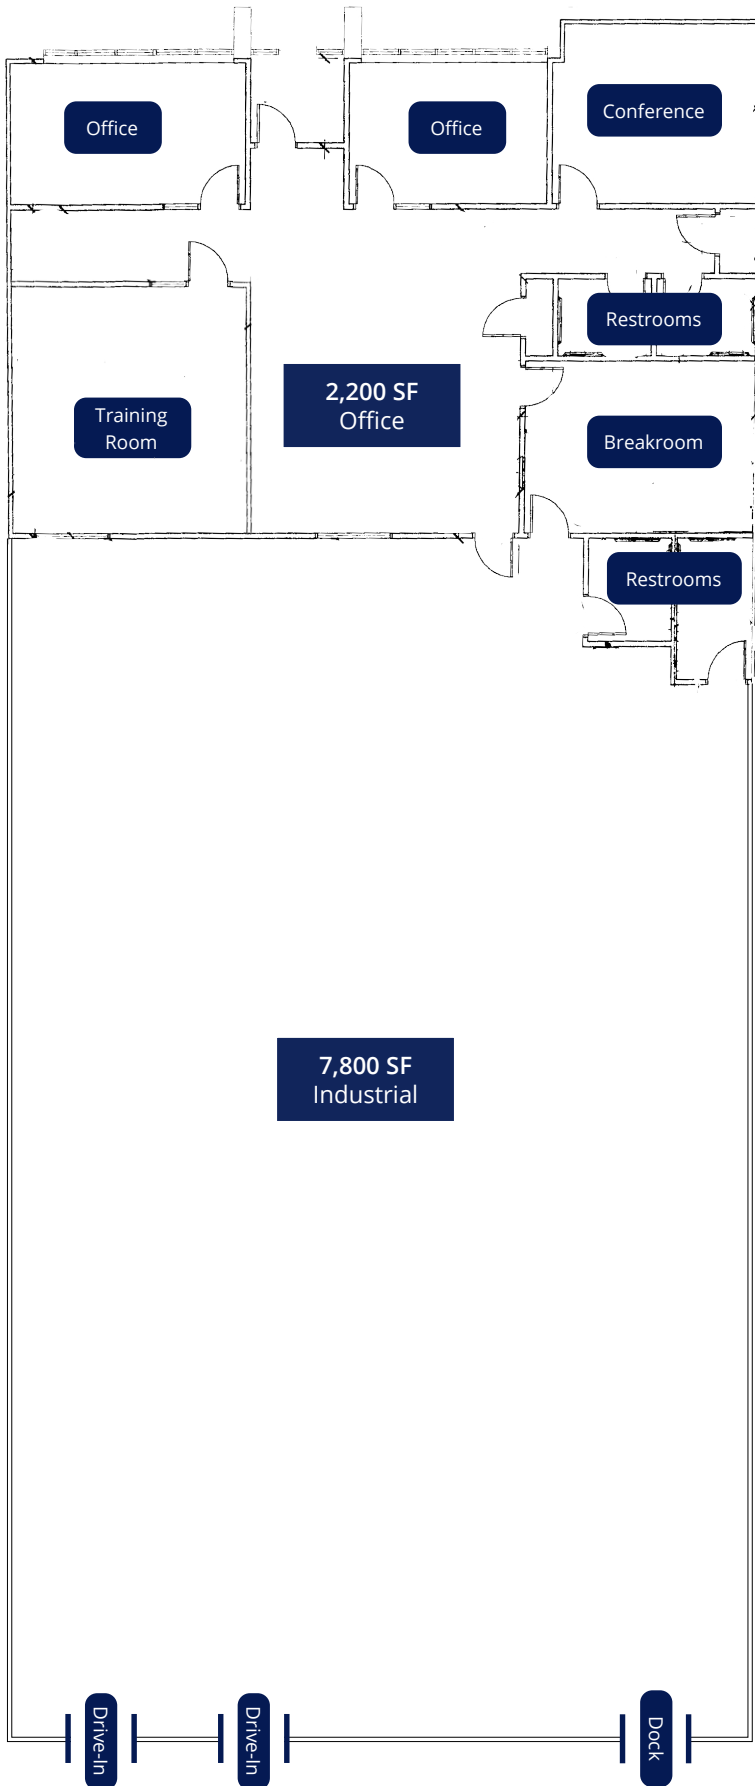 Office
Office
Conference
Restrooms
2,200 SF
Office
Training
Room
Breakroom
Restrooms
7,800 SF
Industrial
Drive-In
Drive-In
Dock